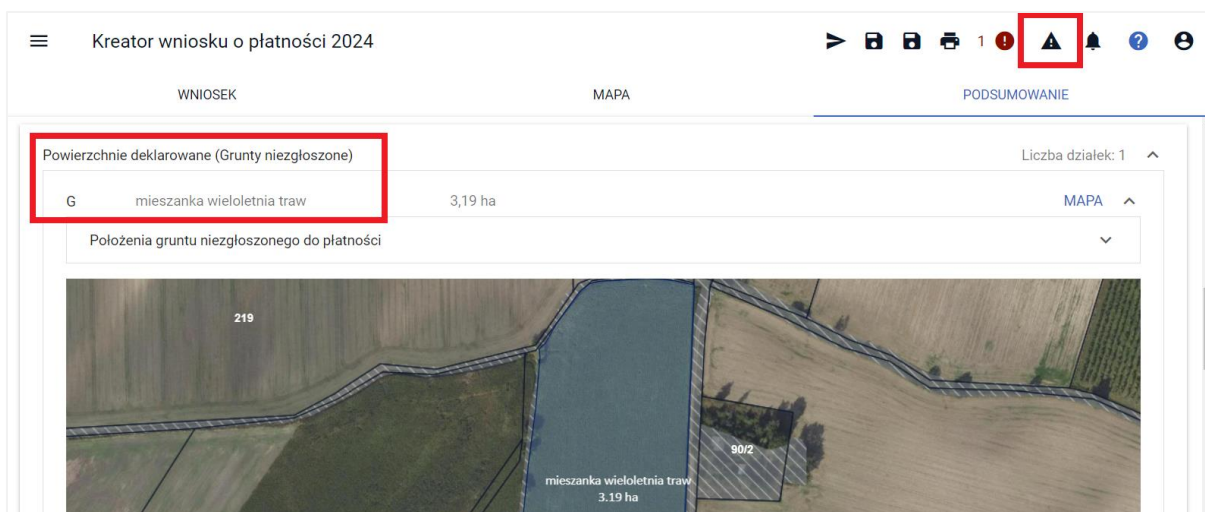 Kreator wniosku o płatności 2024
1
WNIOSEK
MAPA
PODSUMOWANIE
Powierzchnie deklarowane (Grunty niezgłoszone)
Liczba działek: 1
G mieszanka wieloletnia traw 3,19 ha MAPA
Położenia gruntu niezgłoszonego do płatności
219
90/2
mieszanka wieloletnia traw
3.19 ha